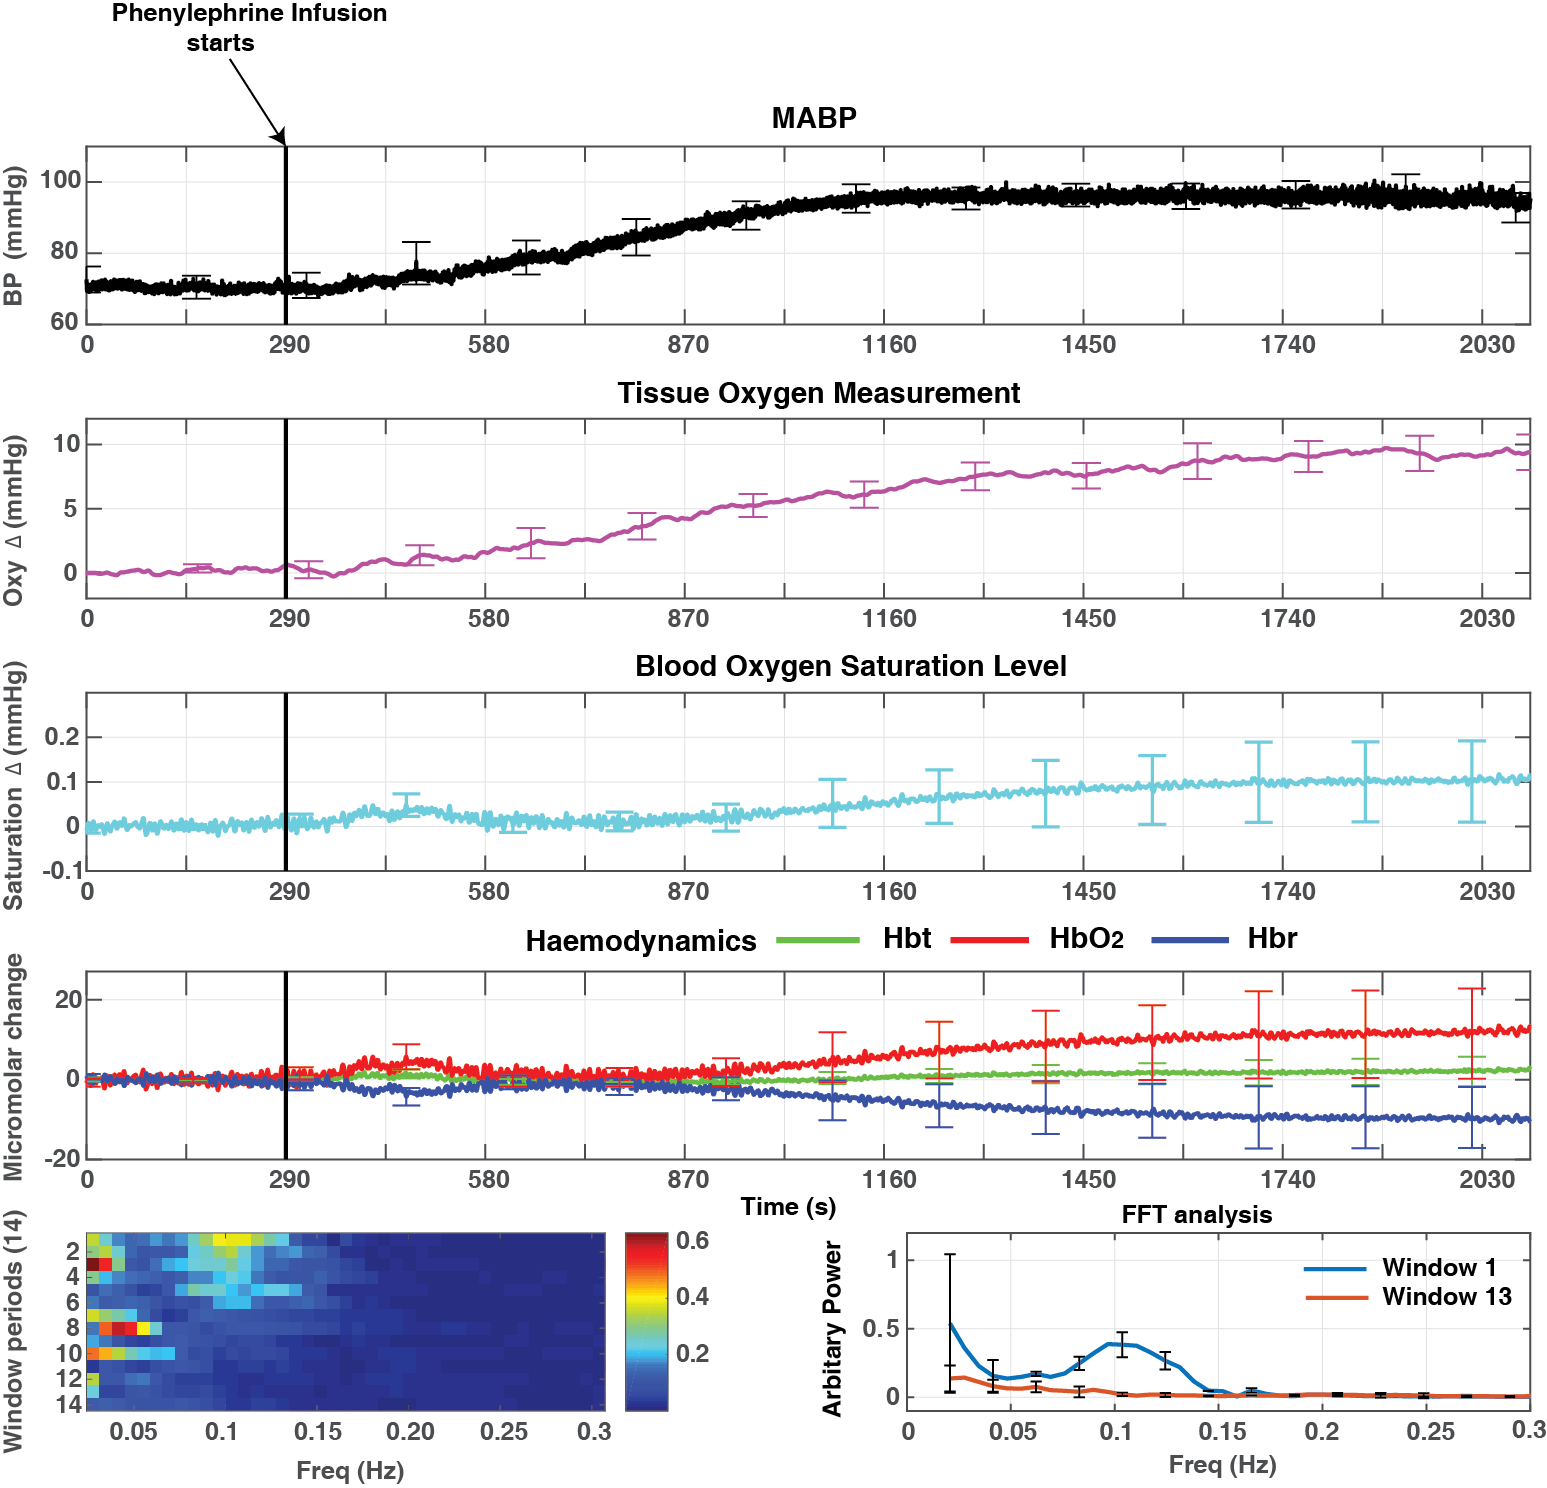 Phenylephrine Infusion
starts
MABP
BP (mmHg)
100
80
60
0 290 580 870 1160 1450 1740 2030
Tissue Oxygen Measurement
Oxy Δ (mmHg)
10
5
0
0 290 580 870 1160 1450 1740 2030
Blood Oxygen Saturation Level
Saturation Δ (mmHg)
0.2
0.1
0
-0.1
0 290 580 870 1160 1450 1740 2030
Haemodynamics Hbt HbO2 Hbr
Micromolar change
20
0
-20
0 290 580 870 1160 1450 1740 2030
Time (s)
Window periods (14)
2
4
6
8
10
12
14
0.05 0.1 0.15 0.20 0.25 0.3
Freq (Hz)
0.6
0.4
0.2
FFT analysis
Arbitary Power
1
0.5
0
Window 1
Window 13
0 0.05 0.1 0.15 0.2 0.25 0.3
Freq (Hz)